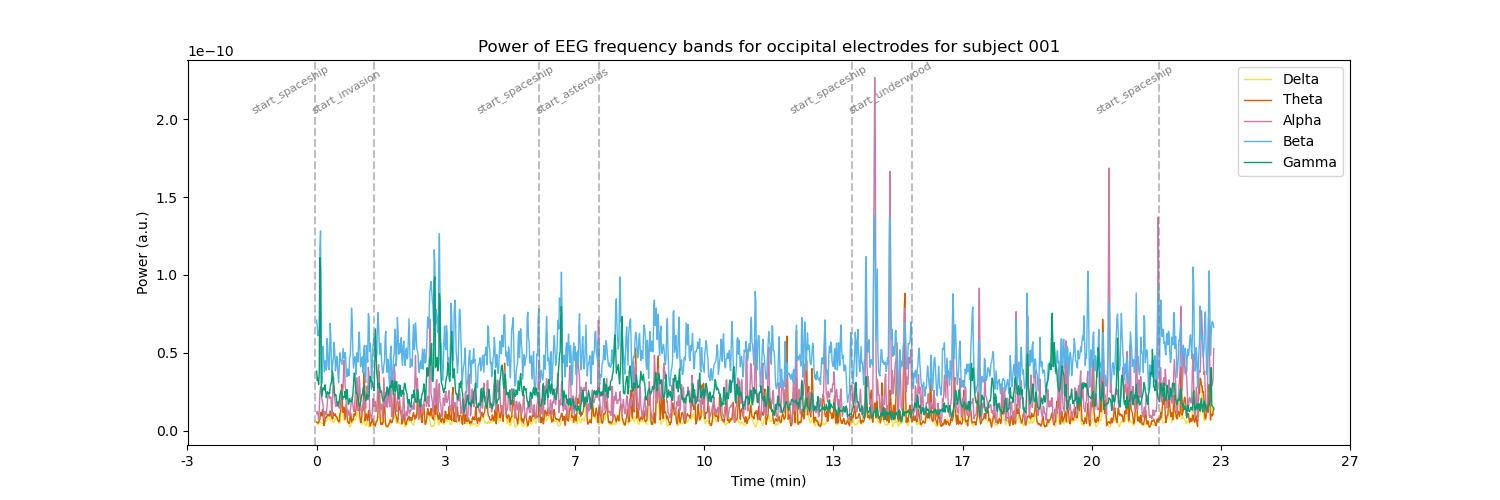 Power of EEG frequency bands for occipital electrodes for subject 001
1e−10
start_spaceship
start_invasion
start_spaceship
start_asteroids
start_spaceship
start_underwood
start_spaceship
Delta
Theta
Alpha
Beta
Gamma
2.0
1.5
1.0
0.5
0.0
Power (a.u.)
-3 0 3 7 10 13 17 20 23 27
Time (min)